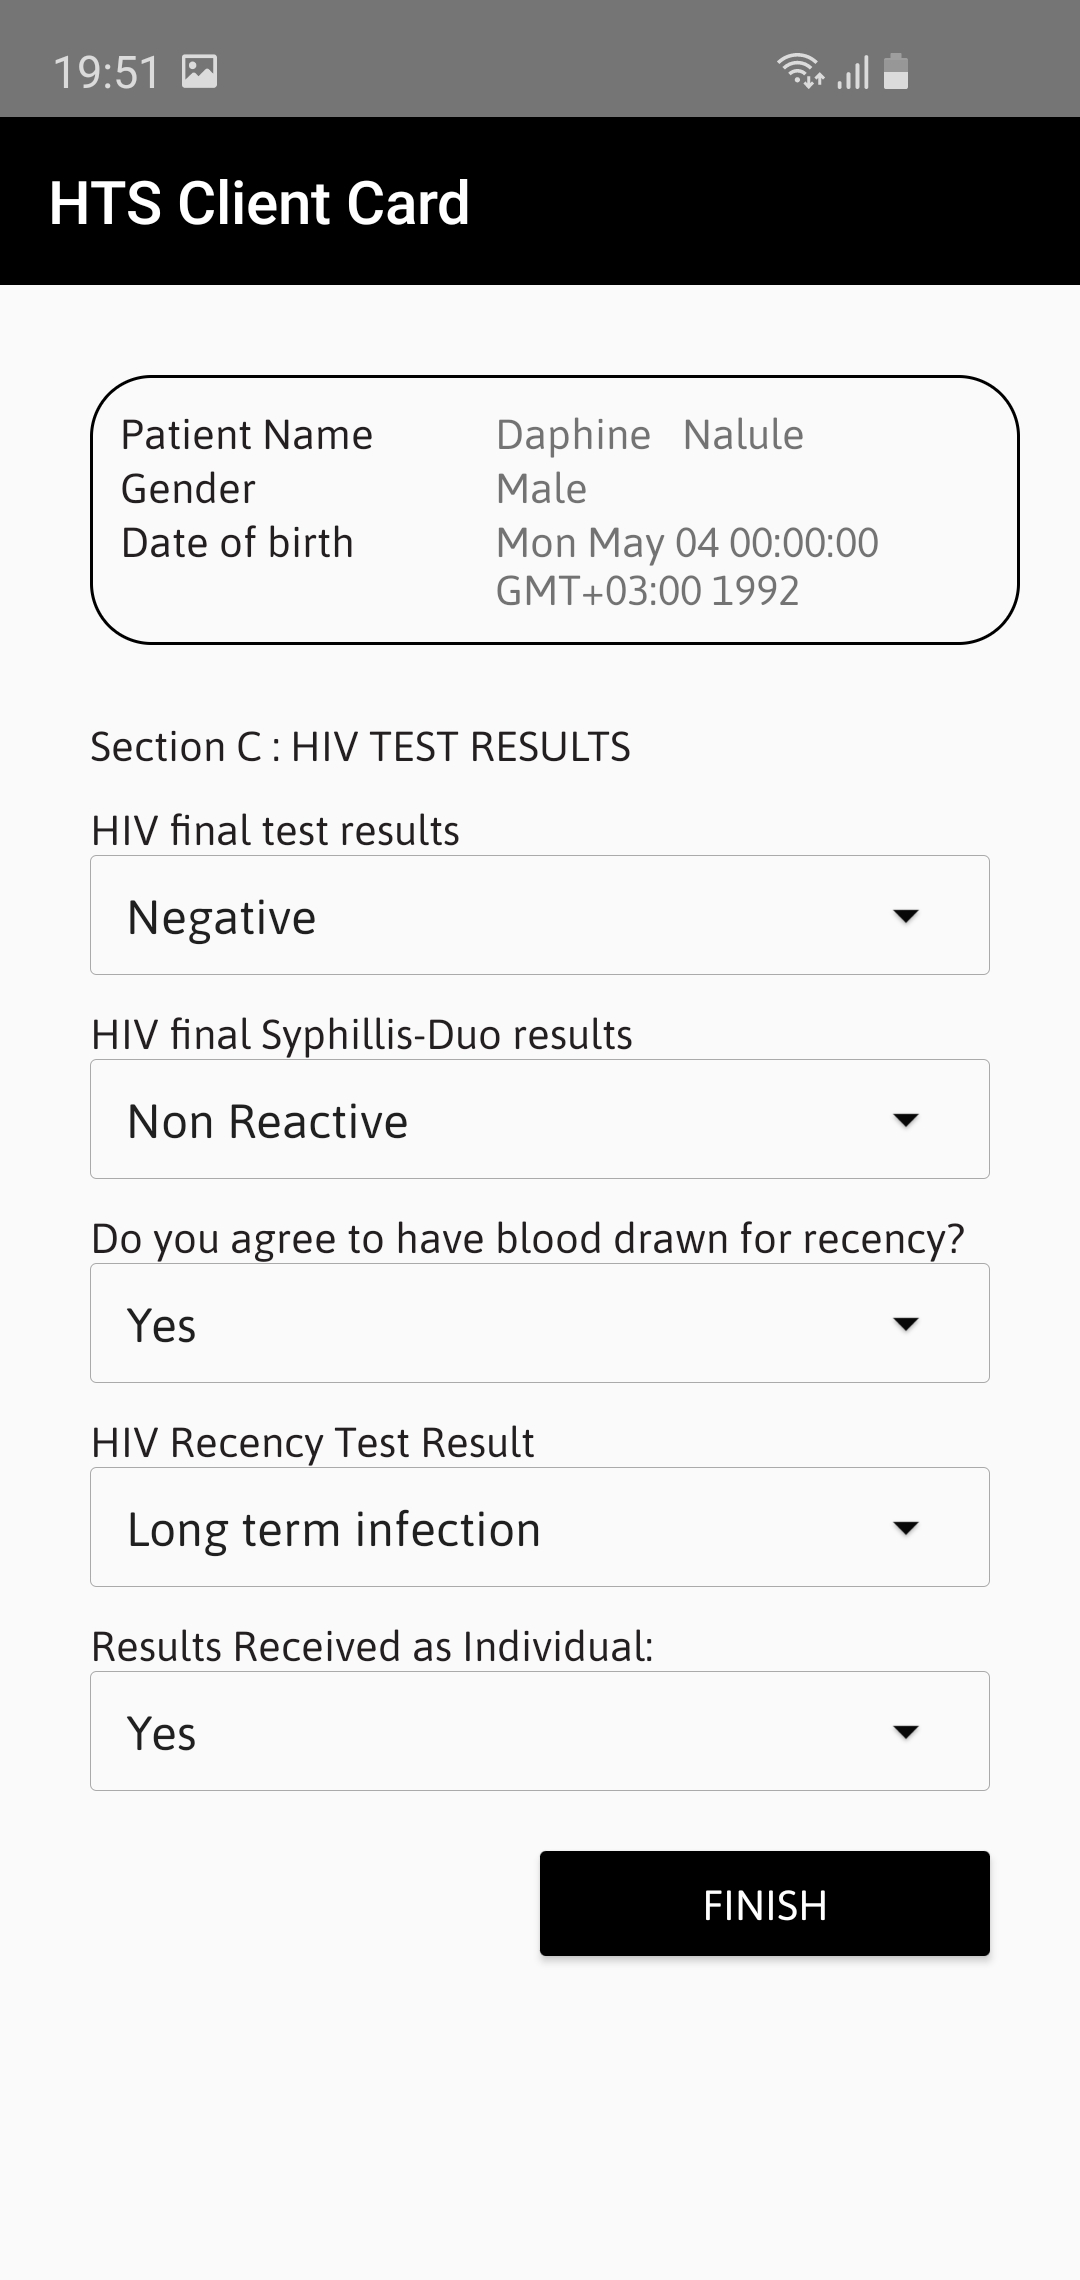 19:51
HTS Client Card
Patient Name Daphine Nalule
Gender Male
Date of birth Mon May 04 00:00:00
GMT+03:00 1992
Section C : HIV TEST RESULTS
HIV final test results
Negative
HIV final Syphillis-Duo results
Non Reactive
Do you agree to have blood drawn for recency?
Yes
HIV Recency Test Result
Long term infection
Results Received as Individual:
Yes
FINISH